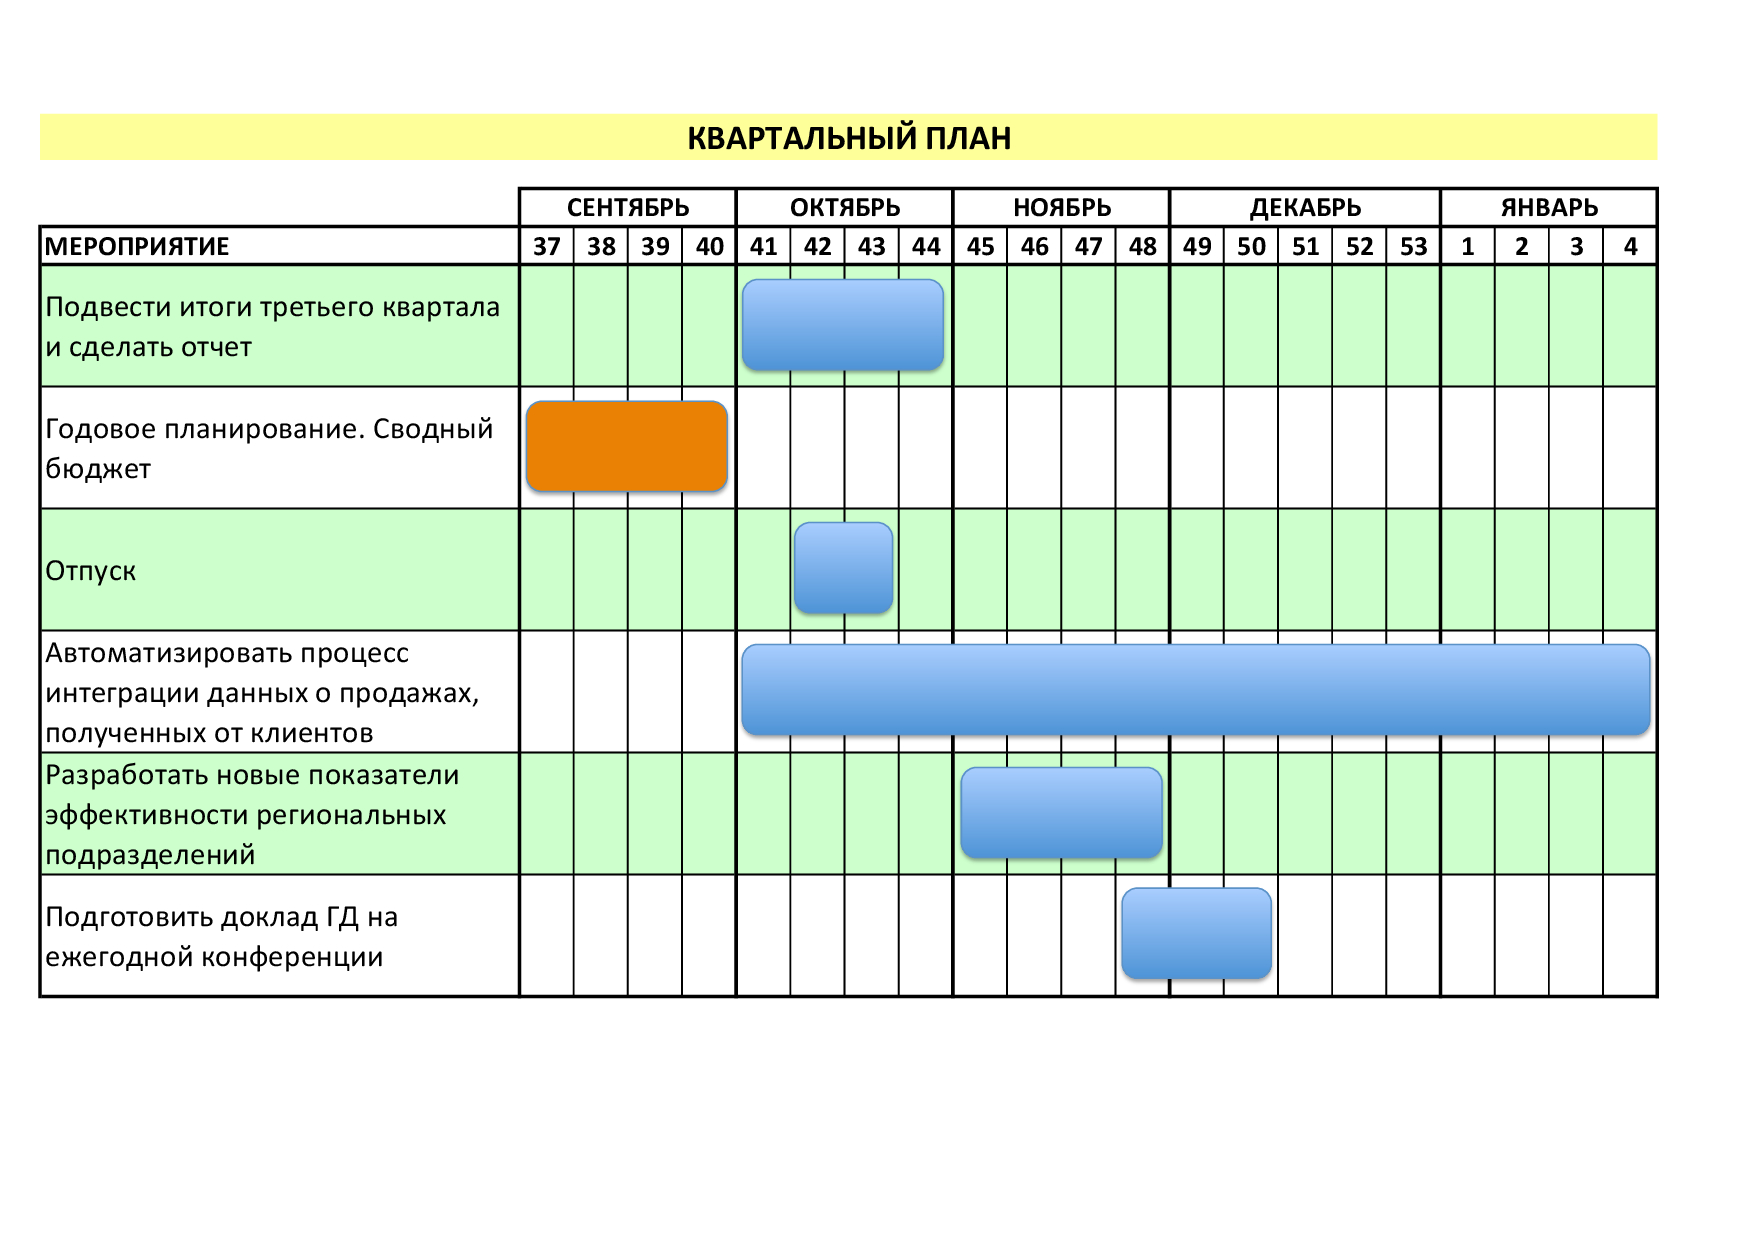 КВАРТАЛЬНЫЙ ПЛАН
СЕНТЯБРЬ ОКТЯБРЬ НОЯБРЬ ДЕКАБРЬ ЯНВАРЬ
МЕРОПРИЯТИЕ 37 38 39 40 41 42 43 44 45 46 47 48 49 50 51 52 53 1 2 3 4
Подвести итоги третьего квартала
и сделать отчет
Годовое планирование. Сводный
бюджет
Отпуск
Автоматизировать процесс
интеграции данных о продажах,
полученных от клиентов
Разработать новые показатели
эффективности региональных
подразделений
Подготовить доклад ГД на
ежегодной конференции